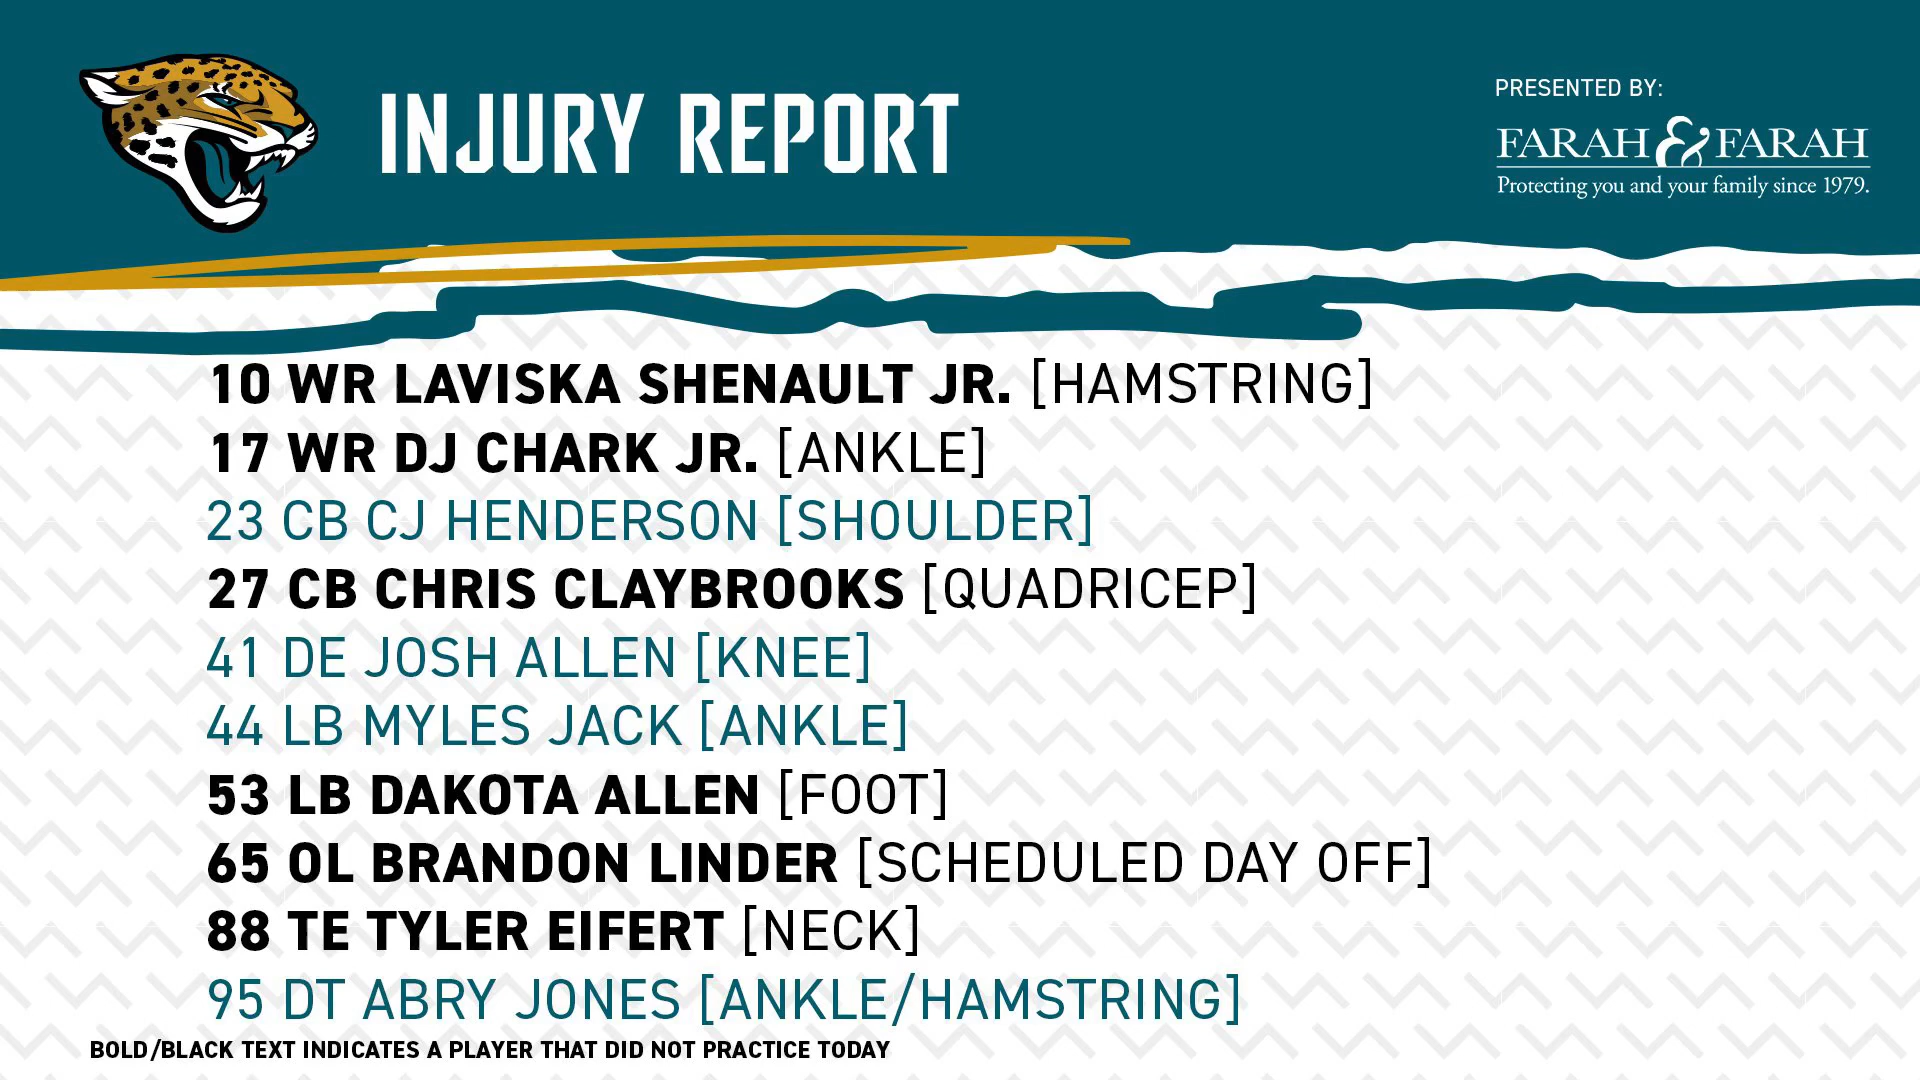 INJURY REPORT
PRESENTED BY:
FARAH & FARAH
Protecting you and your family since 1979.
10 WR LAVISKA SHENAULT JR. [HAMSTRING]
17 WR DJ CHARK JR. [ANKLE]
23 CB CJ HENDERSON [SHOULDER]
27 CB CHRIS CLAYBROOKS [QUADRICEP]
41 DE JOSH ALLEN [KNEE]
44 LB MYLES JACK [ANKLE]
53 LB DAKOTA ALLEN [FOOT]
65 OL BRANDON LINDER [SCHEDULED DAY OFF]
88 TE TYLER EIFERT [NECK]
95 DT ABRY JONES [ANKLE/HAMSTRING]
BOLD/BLACK TEXT INDICATES A PLAYER THAT DID NOT PRACTICE TODAY